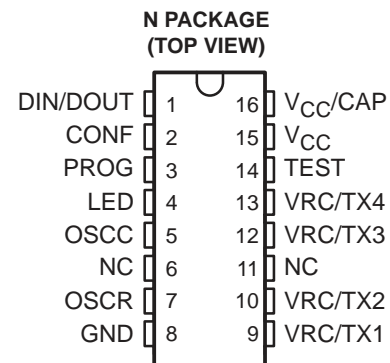 N PACKAGE
(TOP VIEW)
DIN/DOUT 1 16 VCC/CAP
CONF 2 15 VCC
PROG 3 14 TEST
LED 4 13 VRC/TX4
OSCC 5 12 VRC/TX3
NC 6 11 NC
OSCR 7 10 VRC/TX2
GND 8 9 VRC/TX1